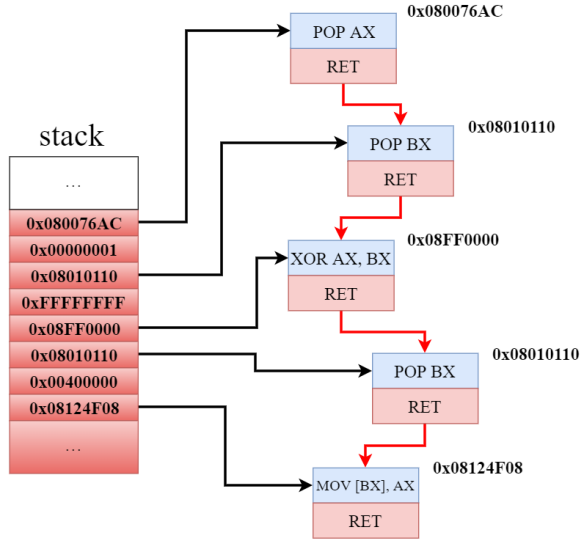 0x080076AC
POP AX
RET
0x08010110
POP BX
RET
stack
...
0x080076AC
0x00000001
0x08010110
0xFFFFFFFF
0x08FF0000
0x08010110
0x00400000
0x08124F08
...
0x08FF0000
XOR AX, BX
RET
0x08010110
POP BX
RET
0x08124F08
MOV [BX], AX
RET